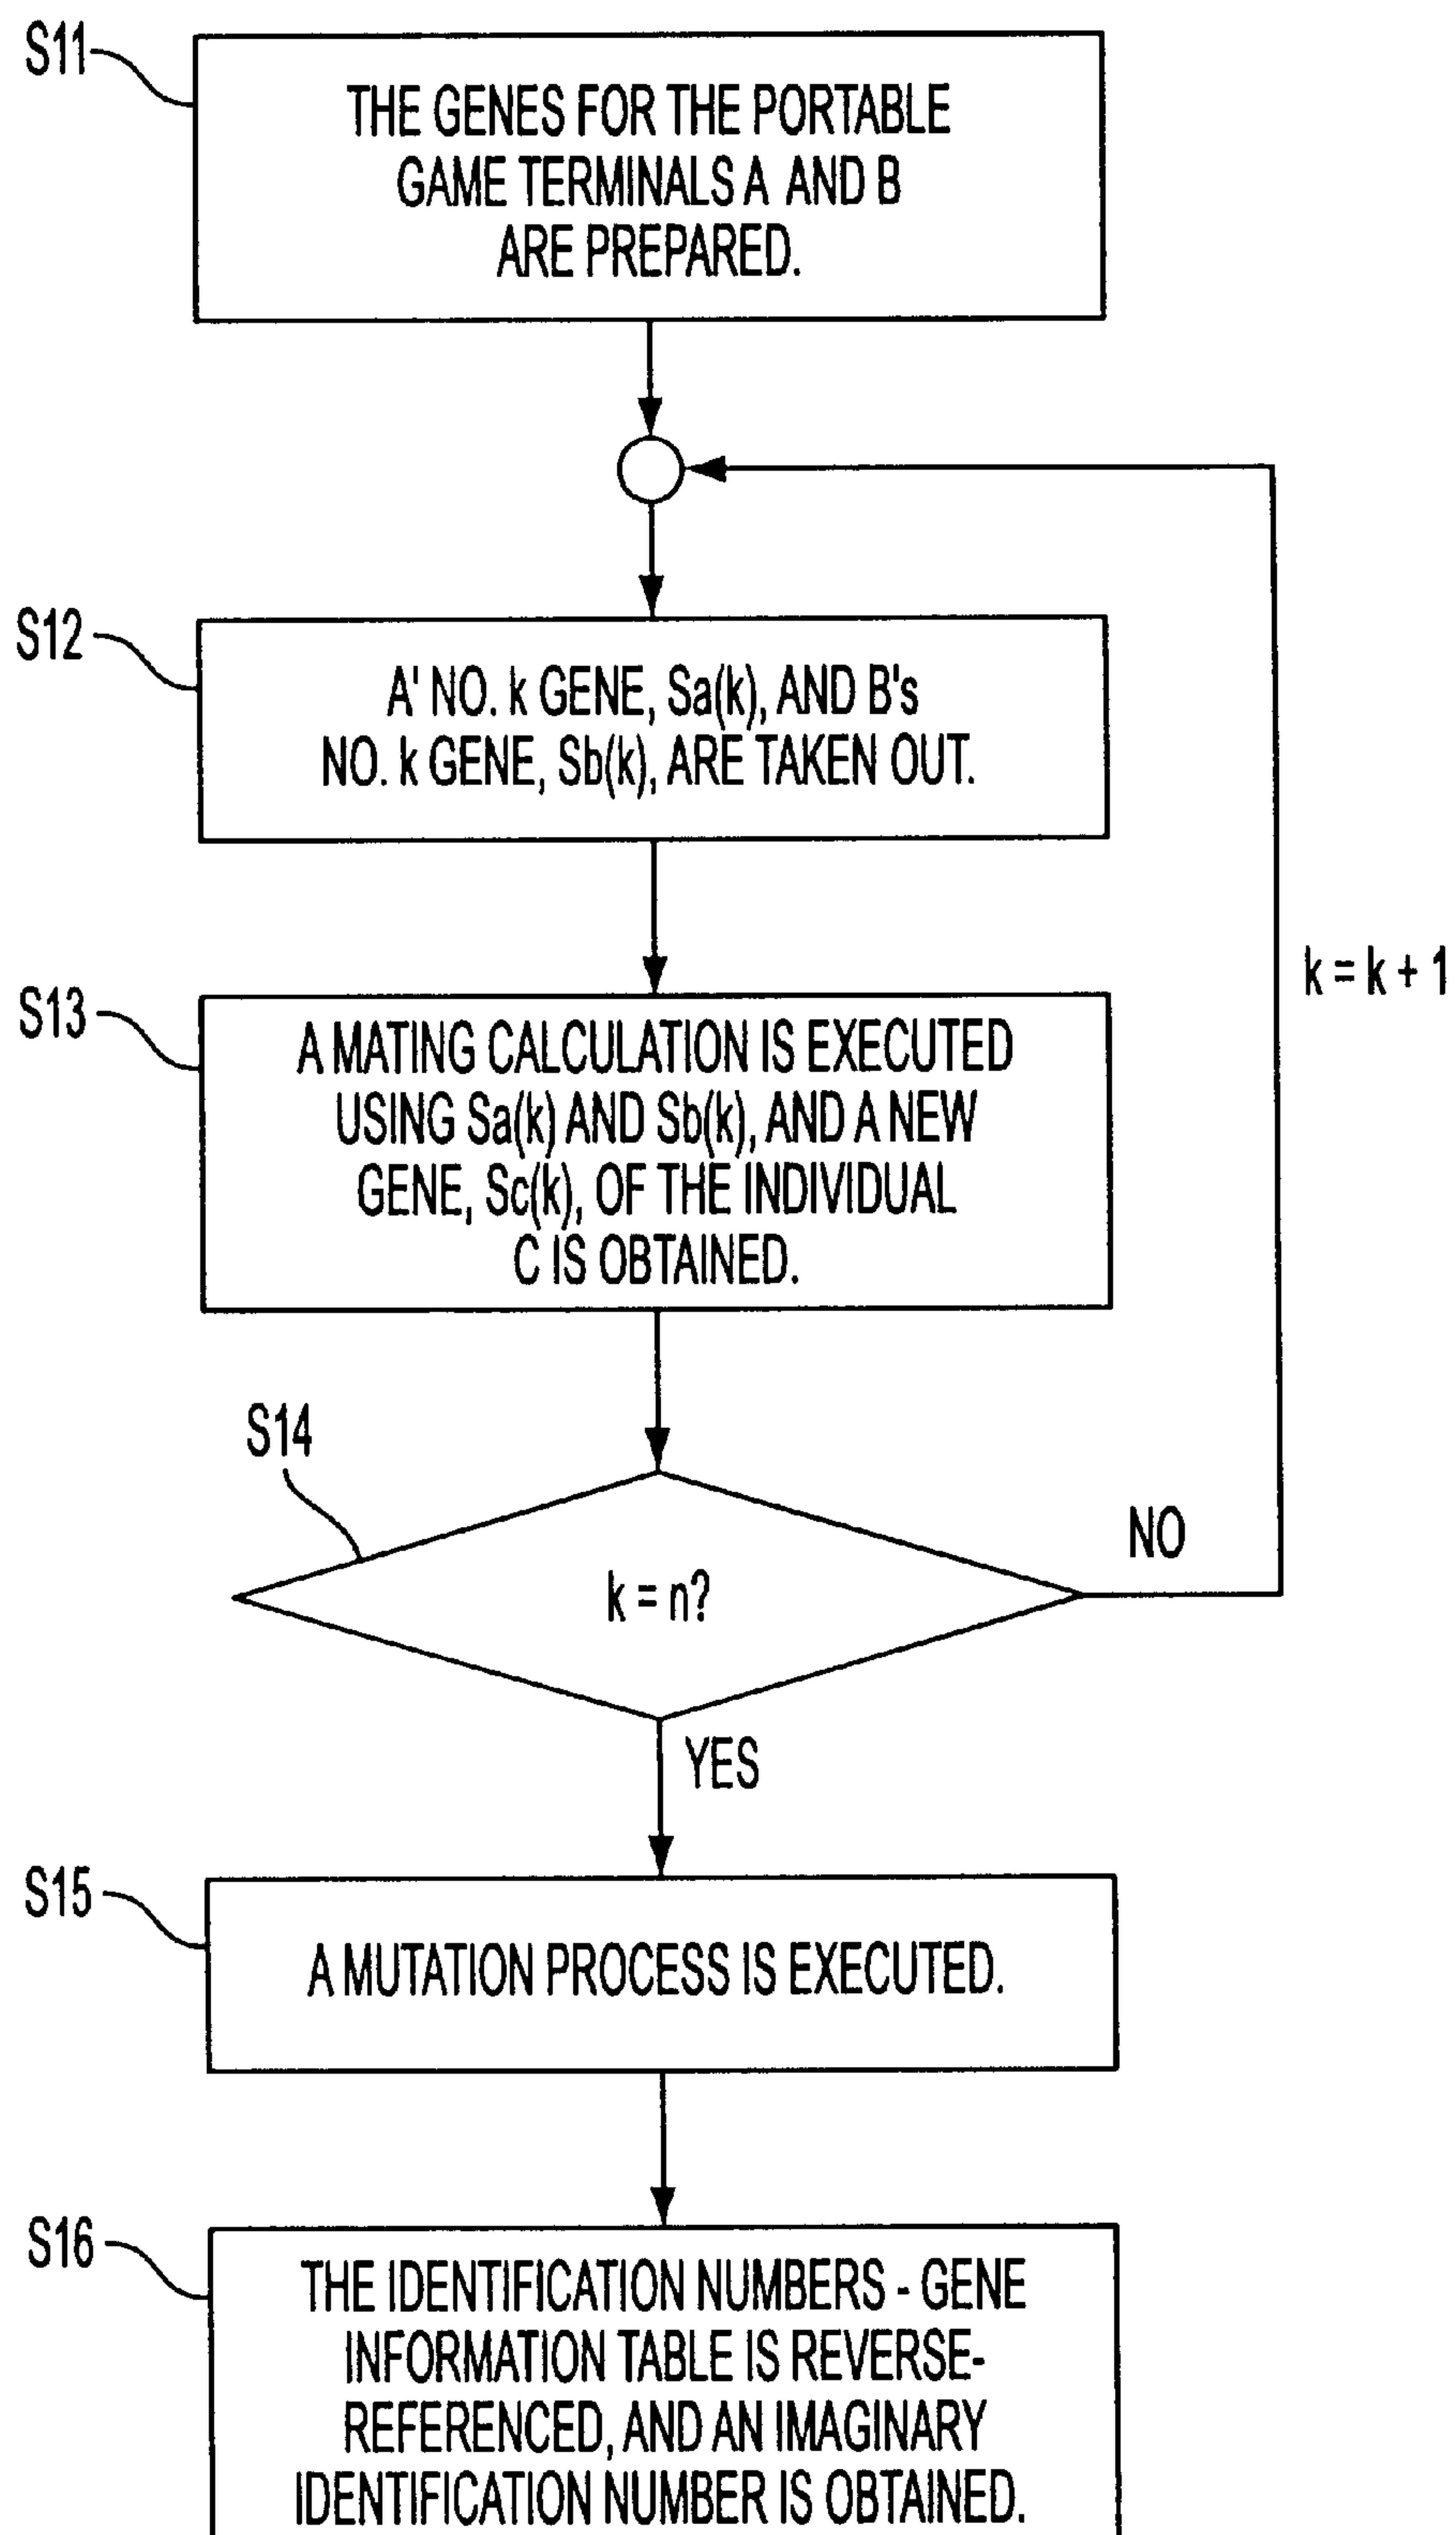 S11
THE GENES FOR THE PORTABLE
GAME TERMINALS A AND B
ARE PREPARED.
S12
A' NO. k GENE, Sa(k), AND B's
NO. k GENE, Sb(k), ARE TAKEN OUT.
k = k + 1
S13
A MATING CALCULATION IS EXECUTED
USING Sa(k) AND Sb(k), AND A NEW
GENE, Sc(k), OF THE INDIVIDUAL
C IS OBTAINED.
S14
k = n?
NO
YES
S15
A MUTATION PROCESS IS EXECUTED.
S16
THE IDENTIFICATION NUMBERS - GENE
INFORMATION TABLE IS REVERSE-
REFERENCED, AND AN IMAGINARY
IDENTIFICATION NUMBER IS OBTAINED.